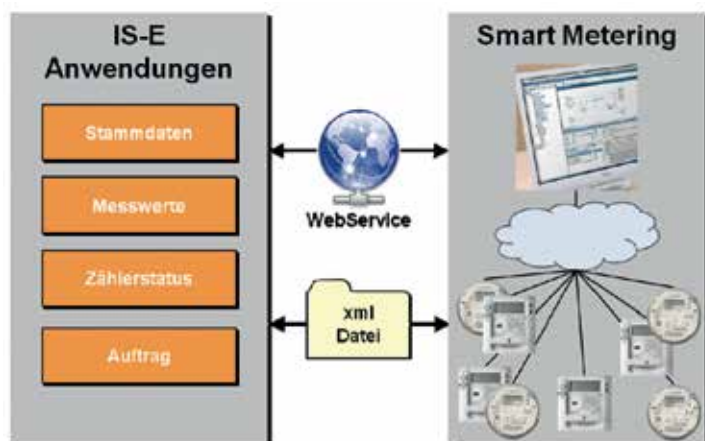 IS-E
Anwendungen
Stammdaten
Messwerte
Zählerstatus
Auftrag
WebService
xml
Datei
Smart Metering